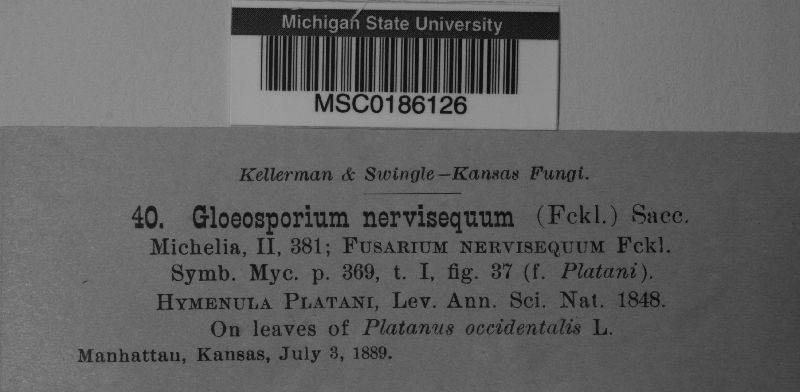 Michigan State University
MSC0186126
Kellerman & Swingle—Kansas Fungi.
40. Gloeosporium nervisequum (Fckl.) Sacc.
Michelia, II, 381; FUSARIUM NERVISEQUUM Fckl.
Symb. Myc. p. 369, t. I, fig. 37 (f. Platani).
HYMENULA PLATANI, Lev. Ann. Sci. Nat. 1848.
On leaves of Platanus occidentalis L.
Manhattan, Kansas, July 3, 1889.